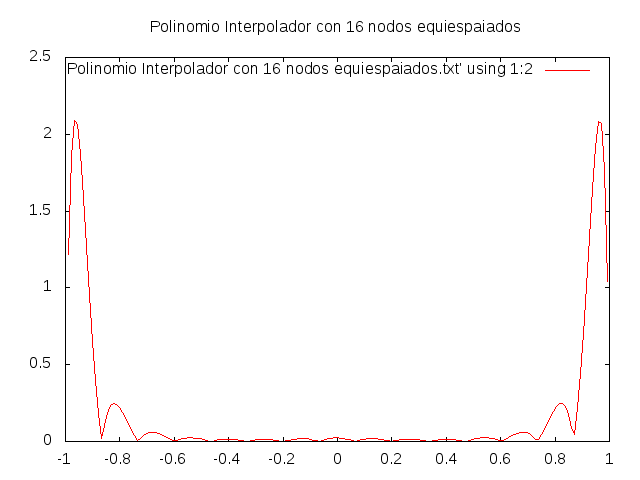 Polinomio Interpolador con 16 nodos equiespaiados
2.5
Polinomio Interpolador con 16 nodos equiespaiados.txt' using 1:2
2
1.5
1
0.5
0
-1 -0.8 -0.6 -0.4 -0.2 0 0.2 0.4 0.6 0.8 1